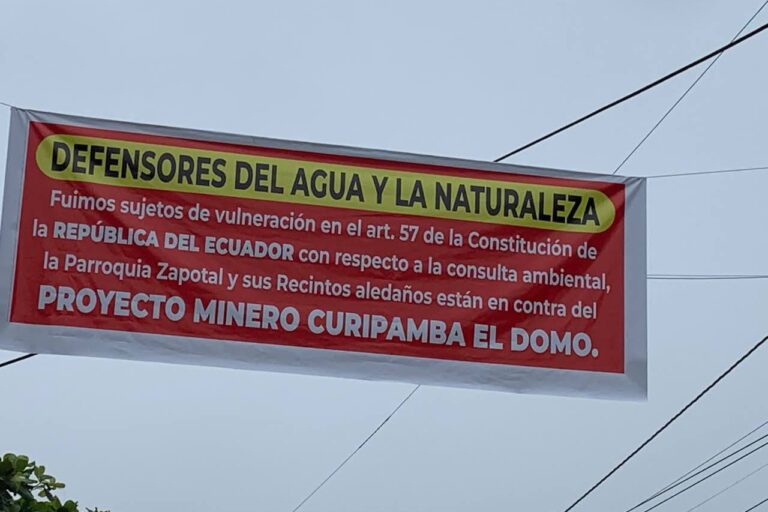 DEFENSORES DEL AGUA Y LA NATURALEZA
Fuimos sujetos de vulneración en el art. 57 de la Constitución de
la REPÚBLICA DEL ECUADOR con respecto a la consulta ambiental,
la Parroquia Zapotal y sus Recintos aledaños están en contra del
PROYECTO MINERO CURIPAMBA EL DOMO.